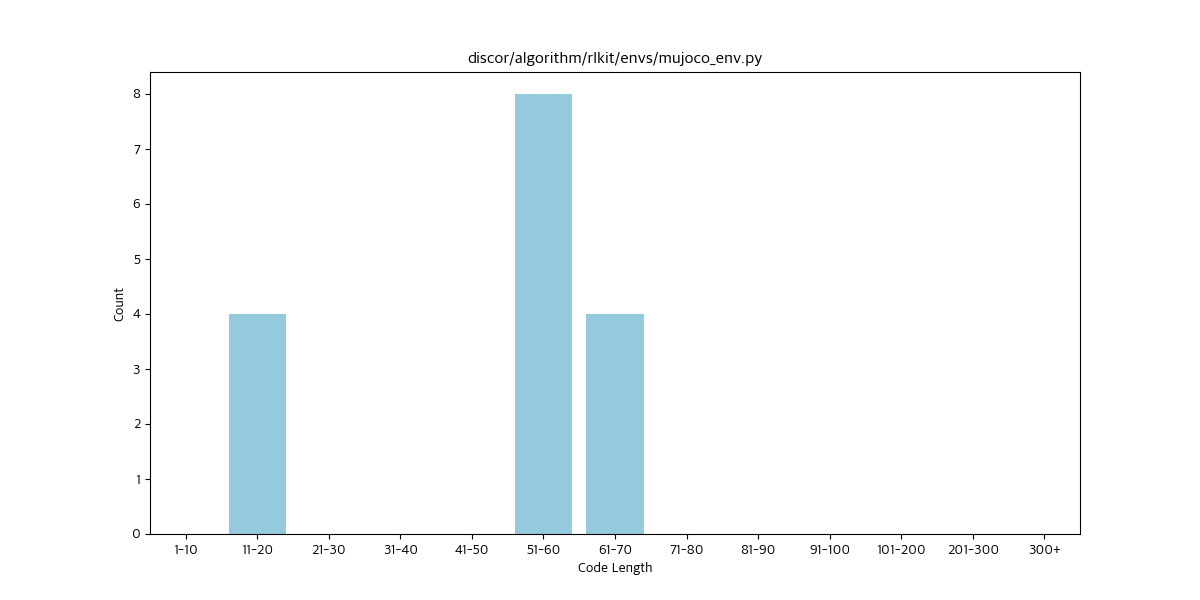 discor/algorithm/rlkit/envs/mujoco_env.py
8
7
6
5
4
3
2
1
0
Count
1-10 11-20 21-30 31-40 41-50 51-60 61-70 71-80 81-90 91-100 101-200 201-300 300+
Code Length